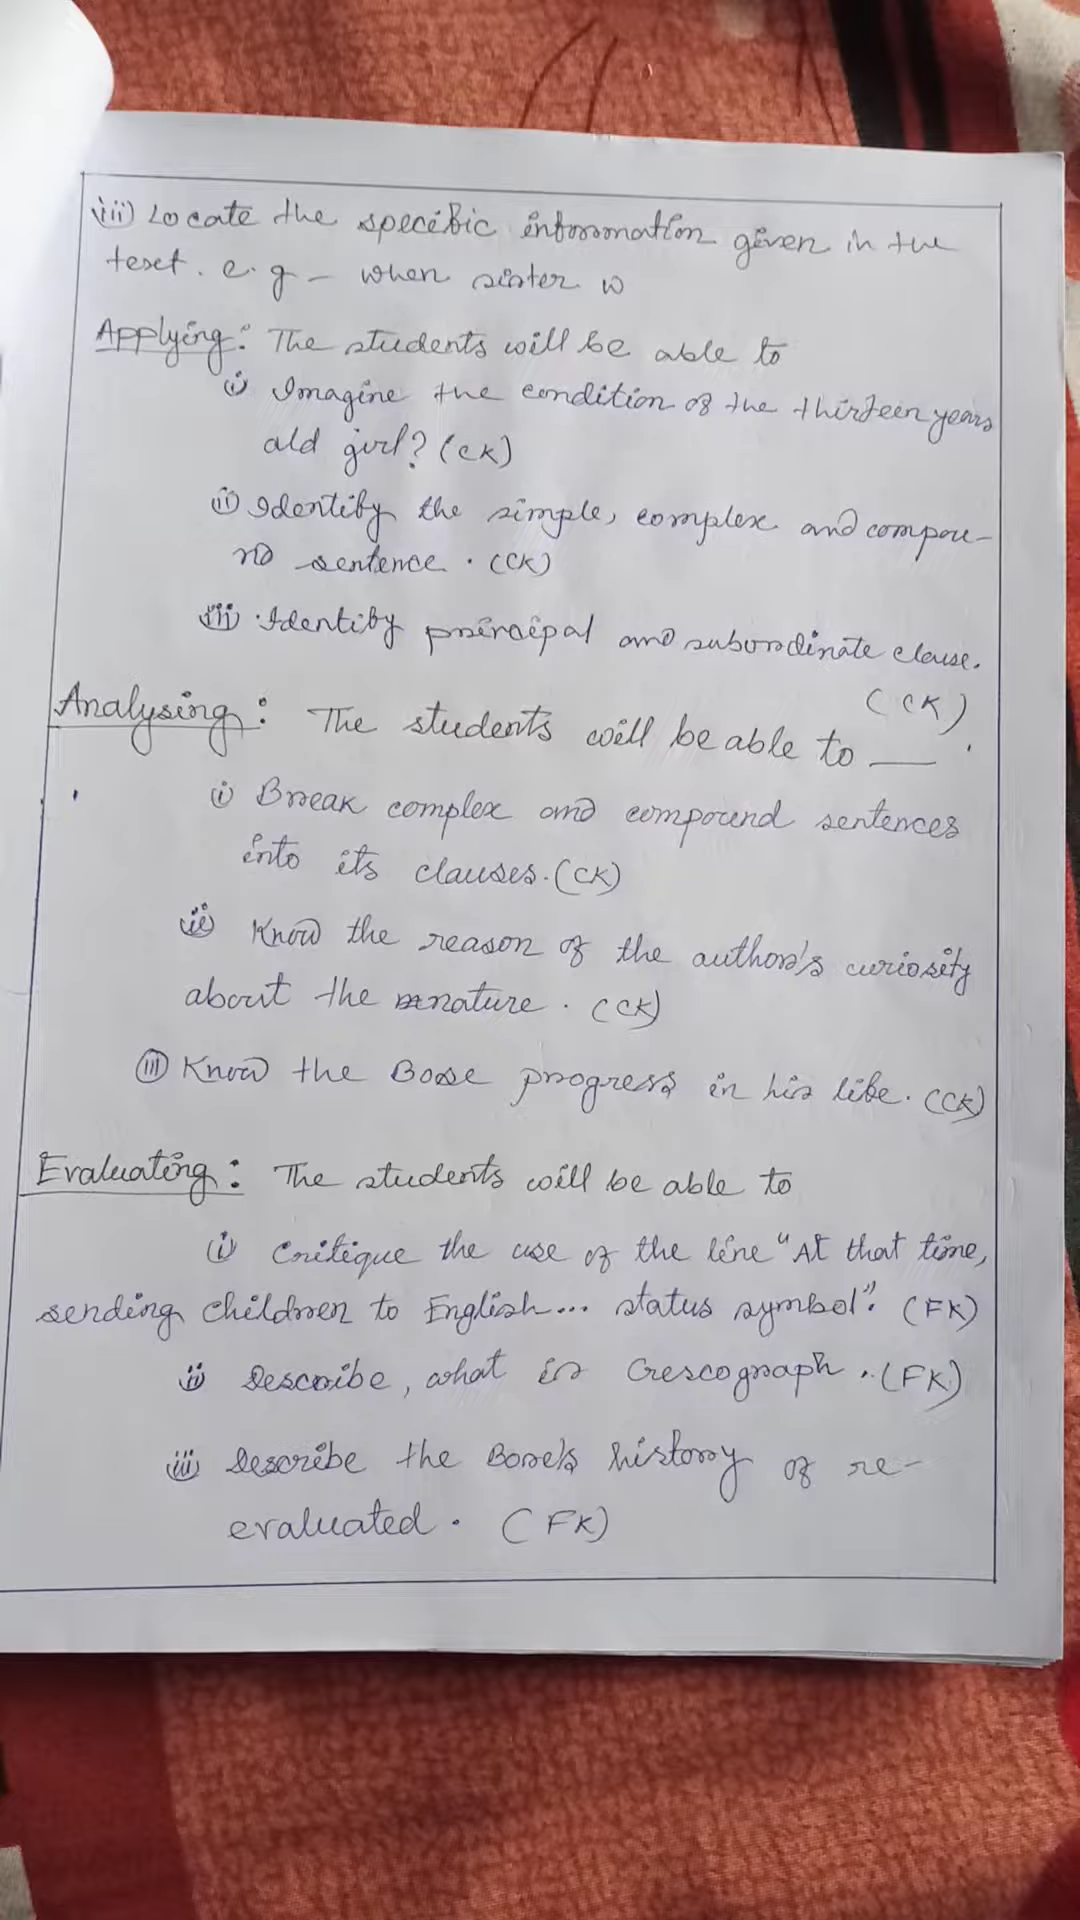 iii) Locate the specific information given in the
text. e.g - when sister w
Applying: The students will be able to
i) Imagine the condition of the thirteen years
old girl? (CK)
ii) Identify the simple, complex and compou-
nd sentence. (CK)
iii) Identify principal and subordinate clause.
(CK)
Analysing: The students will be able to —
i) Break complex and compound sentences
into its clauses. (CK)
ii) Know the reason of the author's curiosity
about the nature. (CK)
iii) Know the Bose progress in his life. (CK)
Evaluating: The students will be able to
i) Critique the use of the line "At that time,
sending children to English... status symbol". (FK)
ii) Describe, what is Crescograph. (FK)
iii) Describe the Bose's history of re-
evaluated. (FK)